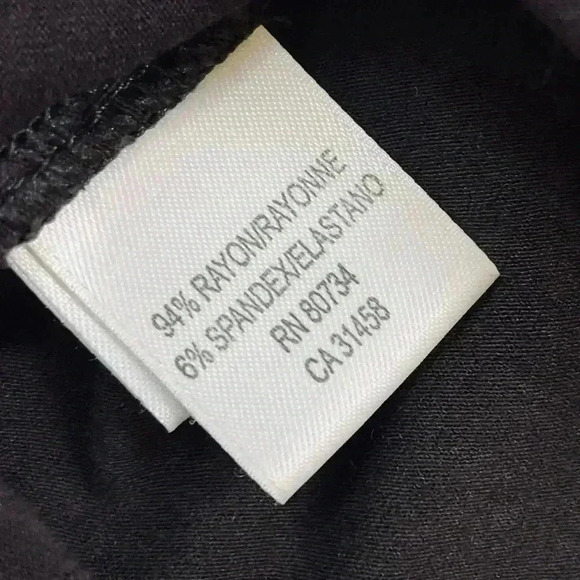 94% RAYON/RAYONNE
6% SPANDEX/ELASTANO
RN 80734
CA 31458